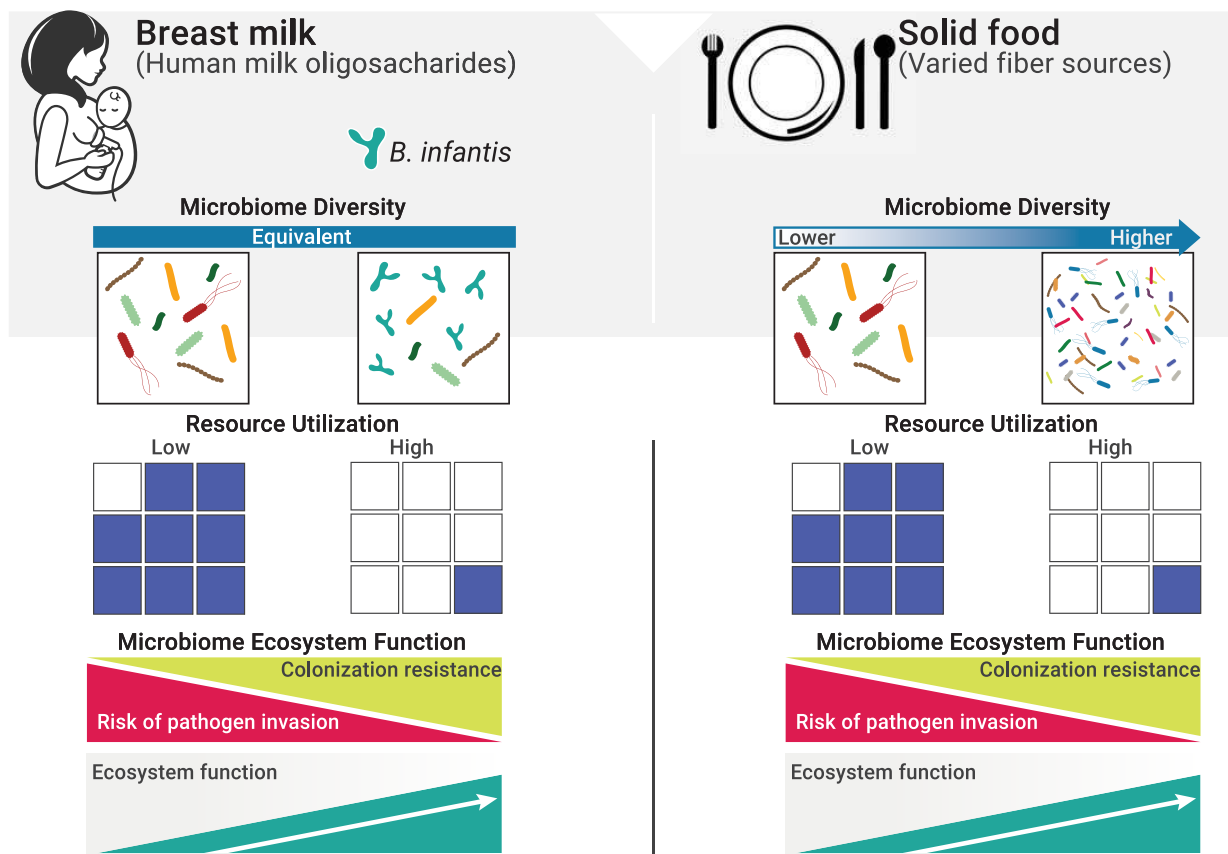 Breast milk
(Human milk oligosacharides)
B. infantis
Microbiome Diversity
Equivalent
Resource Utilization
Low
High
Microbiome Ecosystem Function
Colonization resistance
Risk of pathogen invasion
Ecosystem function
Solid food
(Varied fiber sources)
Microbiome Diversity
Lower
Higher
Resource Utilization
Low
High
Microbiome Ecosystem Function
Colonization resistance
Risk of pathogen invasion
Ecosystem function